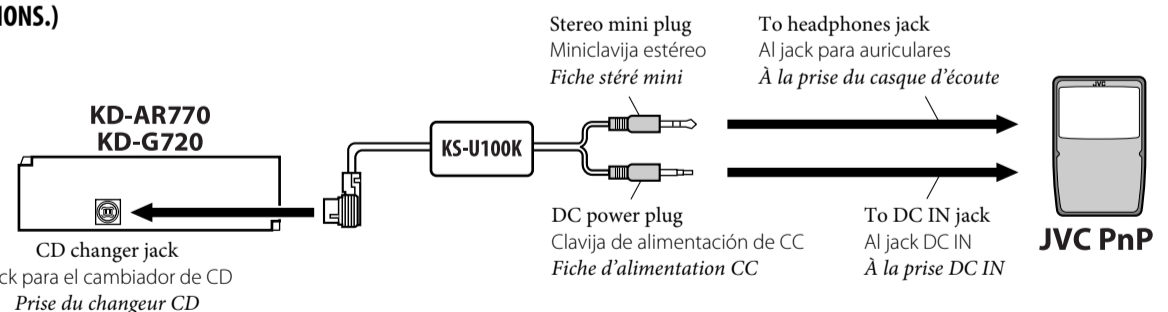 IONS.)
Stereo mini plug
Miniclavija estéreo
Fiche stéré mini
To headphones jack
Al jack para auriculares
À la prise du casque d'écoute
JVC
KD-AR770
KD-G720
KS-U100K
CD changer jack
ck para el cambiador de CD
Prise du changeur CD
DC power plug
Clavija de alimentación de CC
Fiche d'alimentation CC
To DC IN jack
Al jack DC IN
À la prise DC IN
JVC PnP